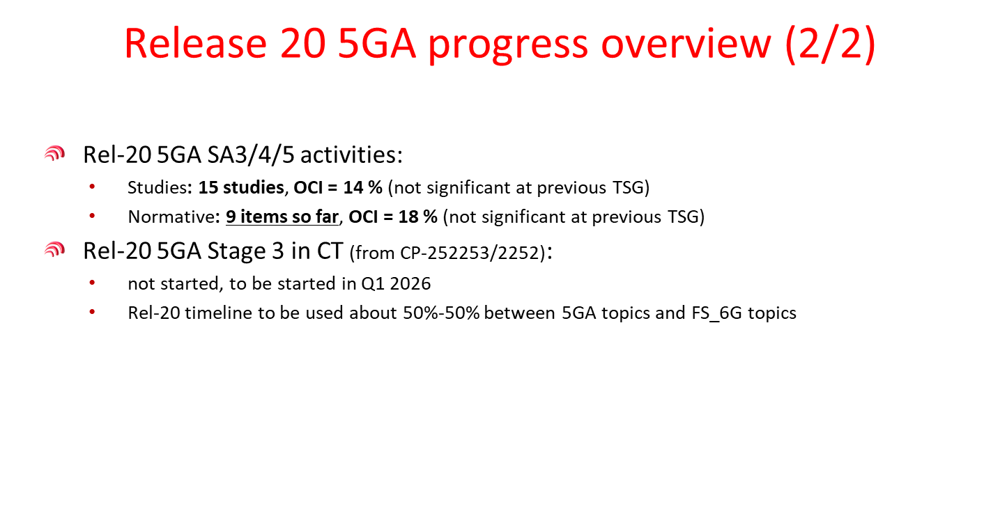 Release 20 5GA progress overview (2/2)
Rel-20 5GA SA3/4/5 activities:
• Studies: 15 studies, OCI = 14 % (not significant at previous TSG)
• Normative: 9 items so far, OCI = 18 % (not significant at previous TSG)
Rel-20 5GA Stage 3 in CT (from CP-252253/2252):
• not started, to be started in Q1 2026
• Rel-20 timeline to be used about 50%-50% between 5GA topics and FS_6G topics